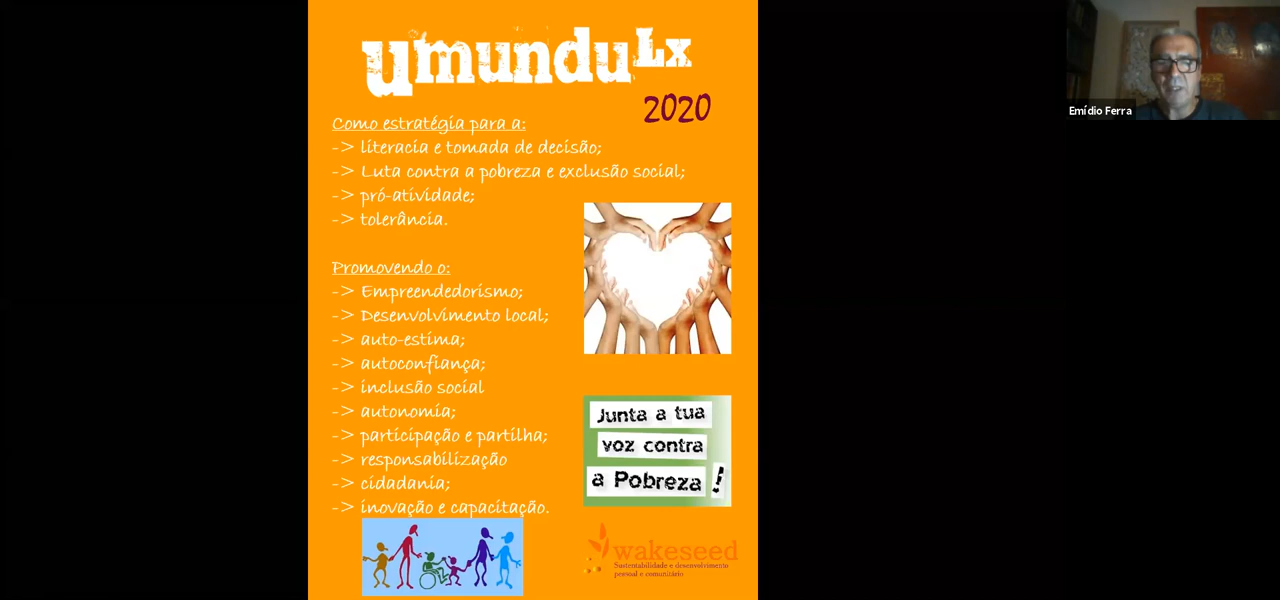 umunduLx
2020
Como estratégia para a:
-> literacia e tomada de decisão;
-> Luta contra a pobreza e exclusão social;
-> pró-atividade;
-> tolerância.
Promovendo o:
-> Empreendedorismo;
-> Desenvolvimento local;
-> auto-estima;
-> autoconfiança;
-> inclusão social
-> autonomia;
-> participação e partilha;
-> responsabilização
-> cidadania;
-> inovação e capacitação.
Junta a tua
voz contra
a Pobreza !
wakeseed
Sustentabilidade e desenvolvimento
pessoal e comunitário
Emídio Ferra